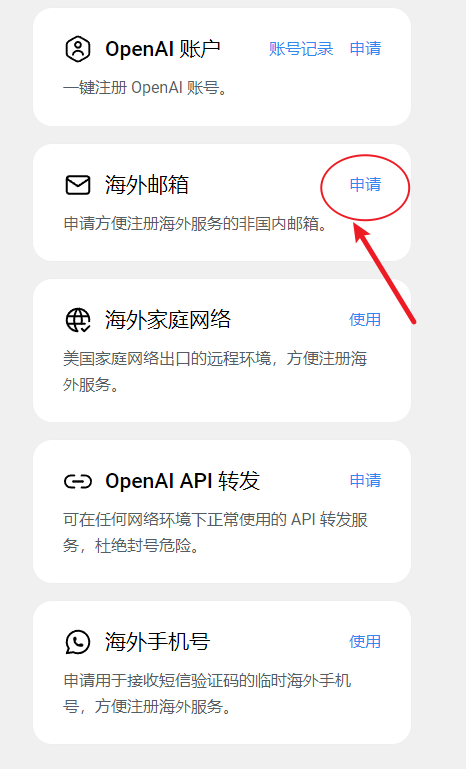 OpenAI 账户 账号记录 申请
一键注册 OpenAI 账号。
海外邮箱 申请
申请方便注册海外服务的非国内邮箱。
海外家庭网络 使用
美国家庭网络出口的远程环境，方便注册海
外服务。
OpenAI API 转发 申请
可在任何网络环境下正常使用的 API 转发服
务，杜绝封号危险。
海外手机号 使用
申请用于接收短信验证码的临时海外手机
号，方便注册海外服务。